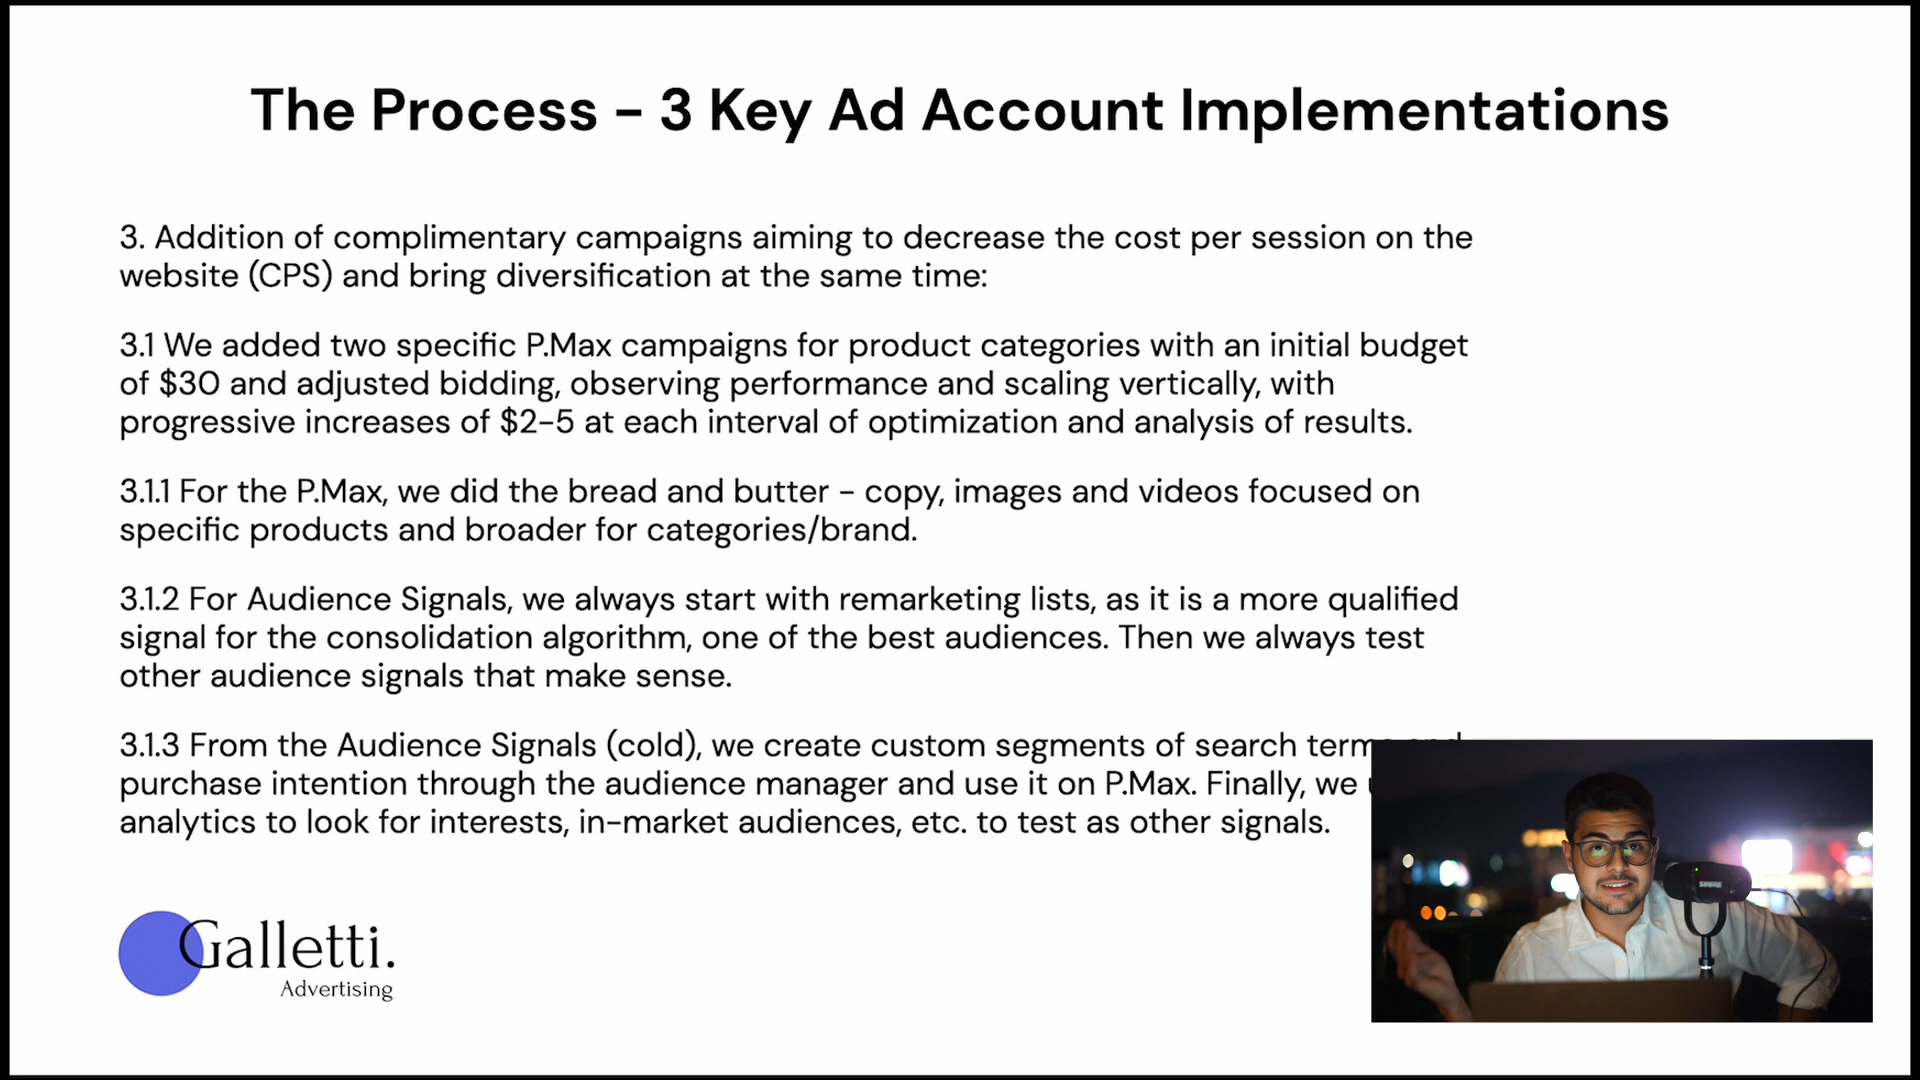 The Process - 3 Key Ad Account Implementations
3. Addition of complimentary campaigns aiming to decrease the cost per session on the
website (CPS) and bring diversification at the same time:
3.1 We added two specific P.Max campaigns for product categories with an initial budget
of $30 and adjusted bidding, observing performance and scaling vertically, with
progressive increases of $2-5 at each interval of optimization and analysis of results.
3.1.1 For the P.Max, we did the bread and butter - copy, images and videos focused on
specific products and broader for categories/brand.
3.1.2 For Audience Signals, we always start with remarketing lists, as it is a more qualified
signal for the consolidation algorithm, one of the best audiences. Then we always test
other audience signals that make sense.
3.1.3 From the Audience Signals (cold), we create custom segments of search
purchase intention through the audience manager and use it on P.Max. Finally, we
analytics to look for interests, in-market audiences, etc. to test as other signals.
Galletti.
Advertising
SHURE